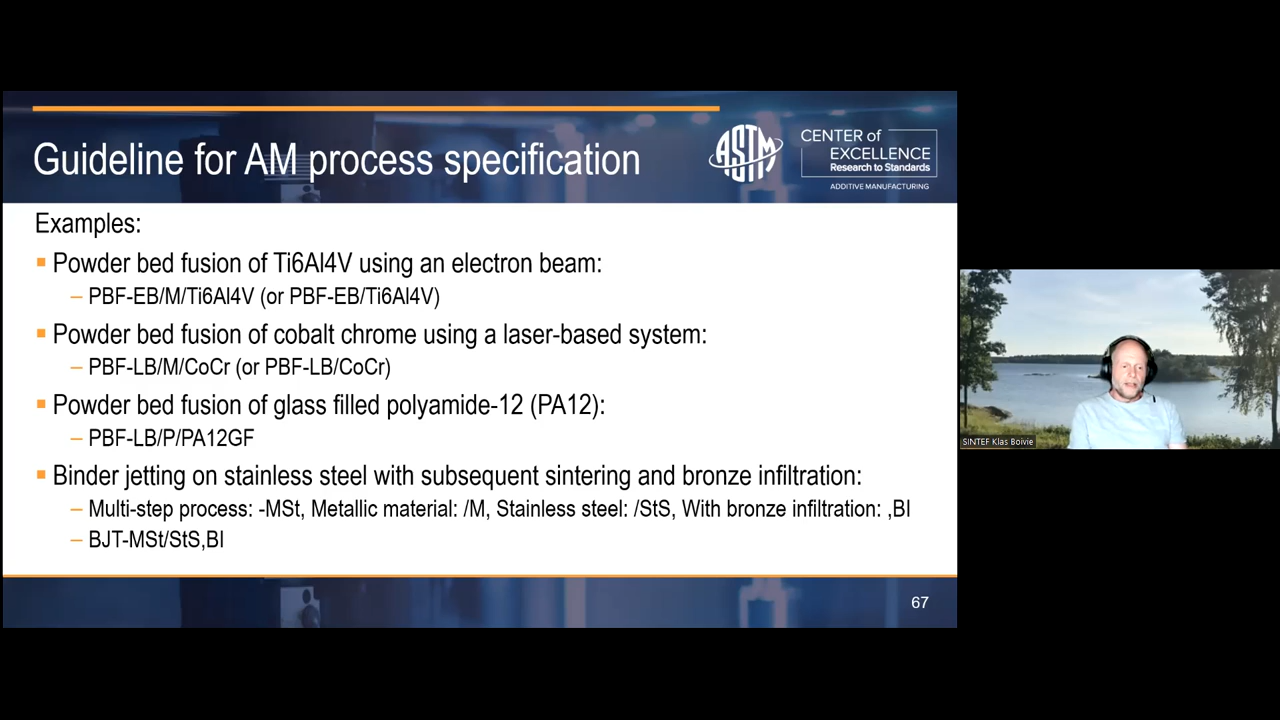 Guideline for AM process specification
ASTM
CENTER of
EXCELLENCE
Research to Standards
ADDITIVE MANUFACTURING
Examples:
▪ Powder bed fusion of Ti6Al4V using an electron beam:
– PBF-EB/M/Ti6Al4V (or PBF-EB/Ti6Al4V)
▪ Powder bed fusion of cobalt chrome using a laser-based system:
– PBF-LB/M/CoCr (or PBF-LB/CoCr)
▪ Powder bed fusion of glass filled polyamide-12 (PA12):
– PBF-LB/P/PA12GF
▪ Binder jetting on stainless steel with subsequent sintering and bronze infiltration:
– Multi-step process: -MSt, Metallic material: /M, Stainless steel: /StS, With bronze infiltration: ,BI
– BJT-MSt/StS,BI
67
SINTEF Klas Boivie